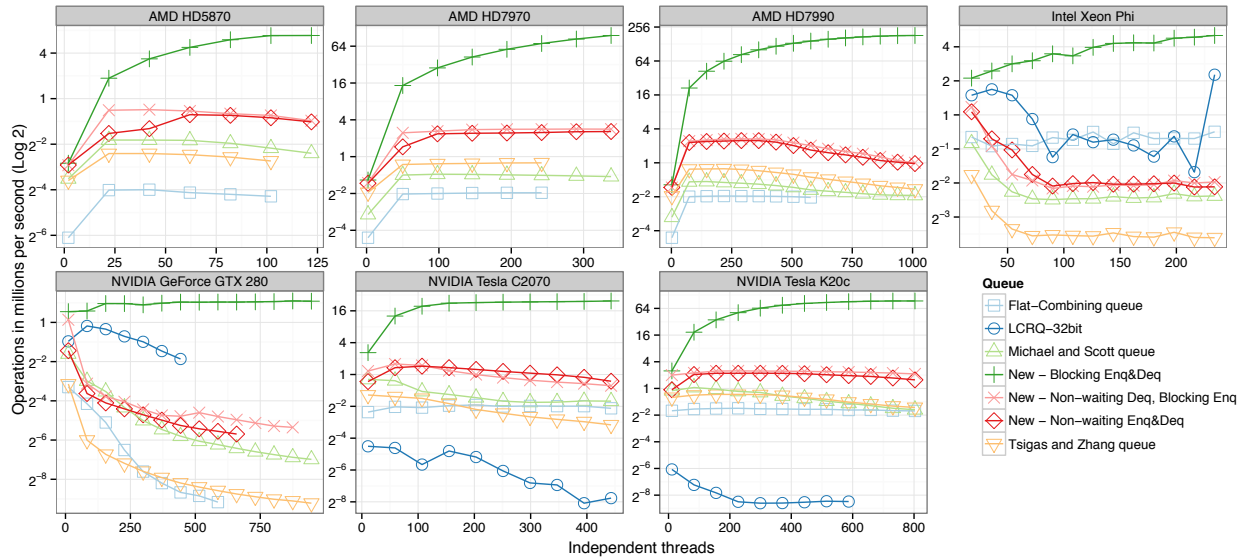 AMD HD5870
AMD HD7970
AMD HD7990
Intel Xeon Phi
4
1
2^−2
2^−4
2^−6
64
16
4
1
2^−2
2^−4
256
64
16
4
1
2^−2
2^−4
4
2
1
2^−1
2^−2
2^−3
0 25 50 75 100 125
0 100 200 300
0 250 500 750 1000
50 100 150 200
NVIDIA GeForce GTX 280
NVIDIA Tesla C2070
NVIDIA Tesla K20c
1
2^−2
2^−4
2^−6
2^−8
16
4
1
2^−2
2^−4
2^−6
2^−8
64
16
4
1
2^−2
2^−4
2^−6
2^−8
0 250 500 750
0 100 200 300 400
0 200 400 600 800
Operations in millions per second (Log 2)
Independent threads
Queue
Flat−Combining queue
LCRQ−32bit
Michael and Scott queue
New − Blocking Enq&Deq
New − Non−waiting Deq, Blocking Enq
New − Non−waiting Enq&Deq
Tsigas and Zhang queue